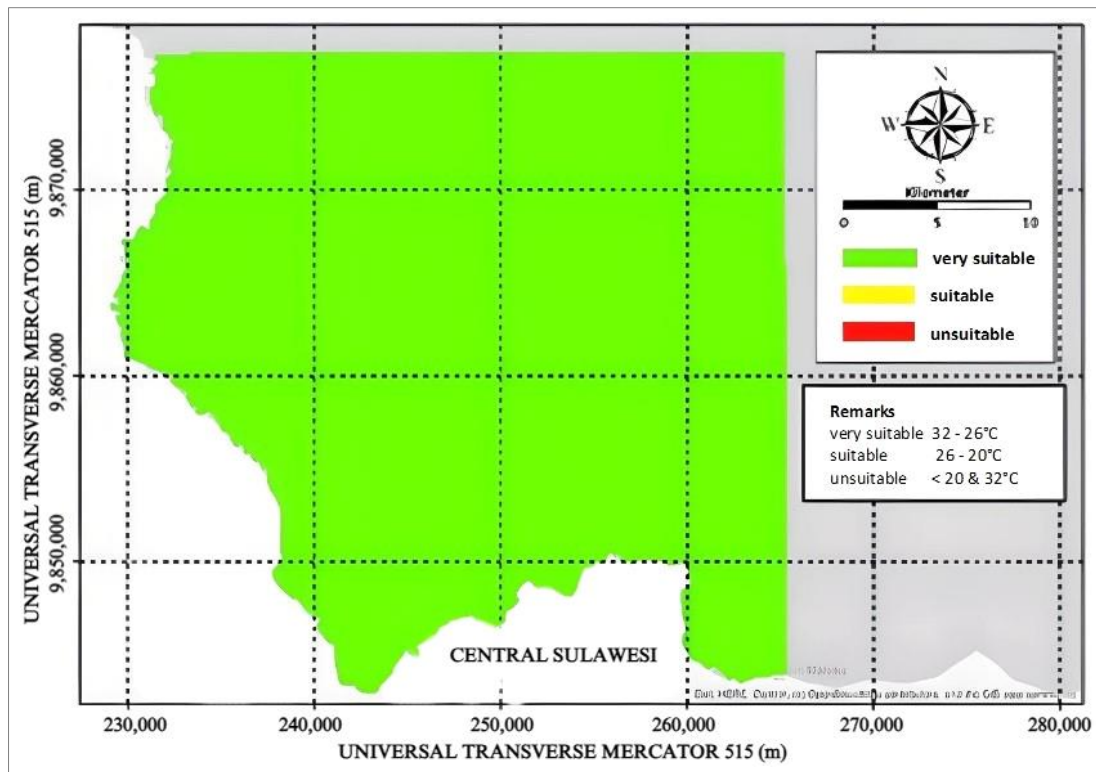 N
W E
S
Kilometer
0 5 10
very suitable
suitable
unsuitable
Remarks
very suitable 32 - 26°C
suitable 26 - 20°C
unsuitable < 20 & 32°C
9,870,000
9,860,000
9,850,000
UNIVERSAL TRANSVERSE MERCATOR 515 (m)
CENTRAL SULAWESI
230,000 240,000 250,000 260,000 270,000 280,000
UNIVERSAL TRANSVERSE MERCATOR 515 (m)